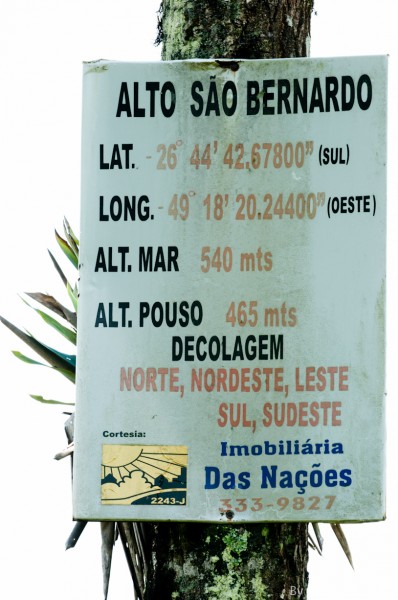 ALTO SÃO BERNARDO
LAT. - 26° 44' 42.67800" (SUL)
LONG. - 49° 18' 20.24400" (OESTE)
ALT. MAR 540 mts
ALT. POUSO 465 mts
DECOLAGEM
NORTE, NORDESTE, LESTE
SUL, SUDESTE
Cortesia:
2243-J
Imobiliária
Das Nações
333-9827
By